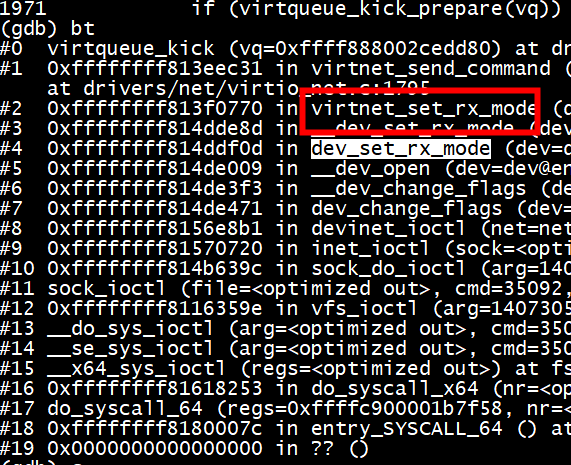 1971 if (virtqueue_kick_prepare(vq))
(gdb) bt
#0 virtqueue_kick (vq=0xffff888002cedd80) at dr
#1 0xffffffff813eec31 in virtnet_send_command (
at drivers/net/virtio_net.c:1795
#2 0xffffffff813f0770 in virtnet_set_rx_mode (d
#3 0xffffffff814dde8d in __dev_set_rx_mode (dev
#4 0xffffffff814ddf0d in dev_set_rx_mode (dev=d
#5 0xffffffff814de009 in __dev_open (dev=dev@en
#6 0xffffffff814de3f3 in __dev_change_flags (de
#7 0xffffffff814de471 in dev_change_flags (dev=
#8 0xffffffff8156e8b1 in devinet_ioctl (net=net
#9 0xffffffff81570720 in inet_ioctl (sock=<opti
#10 0xffffffff814b639c in sock_do_ioctl (arg=140
#11 sock_ioctl (file=<optimized out>, cmd=35092,
#12 0xffffffff8116359e in vfs_ioctl (arg=1407305
#13 __do_sys_ioctl (arg=<optimized out>, cmd=350
#14 __se_sys_ioctl (arg=<optimized out>, cmd=350
#15 __x64_sys_ioctl (regs=<optimized out>) at fs
#16 0xffffffff81618253 in do_syscall_x64 (nr=<op
#17 do_syscall_64 (regs=0xffffc900001b7f58, nr=<
#18 0xffffffff8180007c in entry_SYSCALL_64 () at
#19 0x0000000000000000 in ?? ()